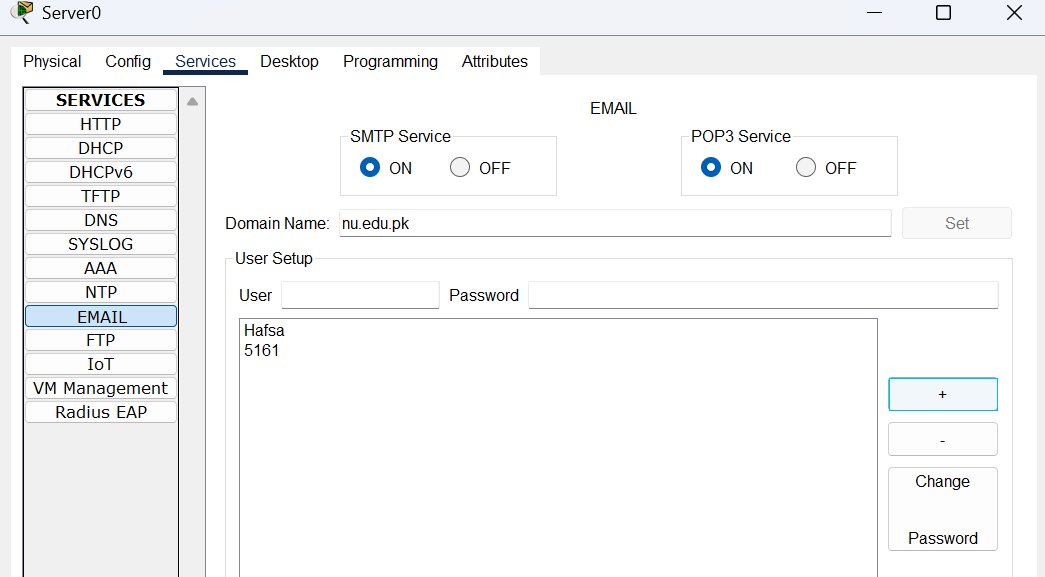 Server0
Physical Config Services Desktop Programming Attributes
SERVICES
HTTP
DHCP
DHCPv6
TFTP
DNS
SYSLOG
AAA
NTP
EMAIL
FTP
IoT
VM Management
Radius EAP
EMAIL
SMTP Service
ON OFF
POP3 Service
ON OFF
Domain Name: nu.edu.pk Set
User Setup
User Password
Hafsa
5161
+
-
Change
Password